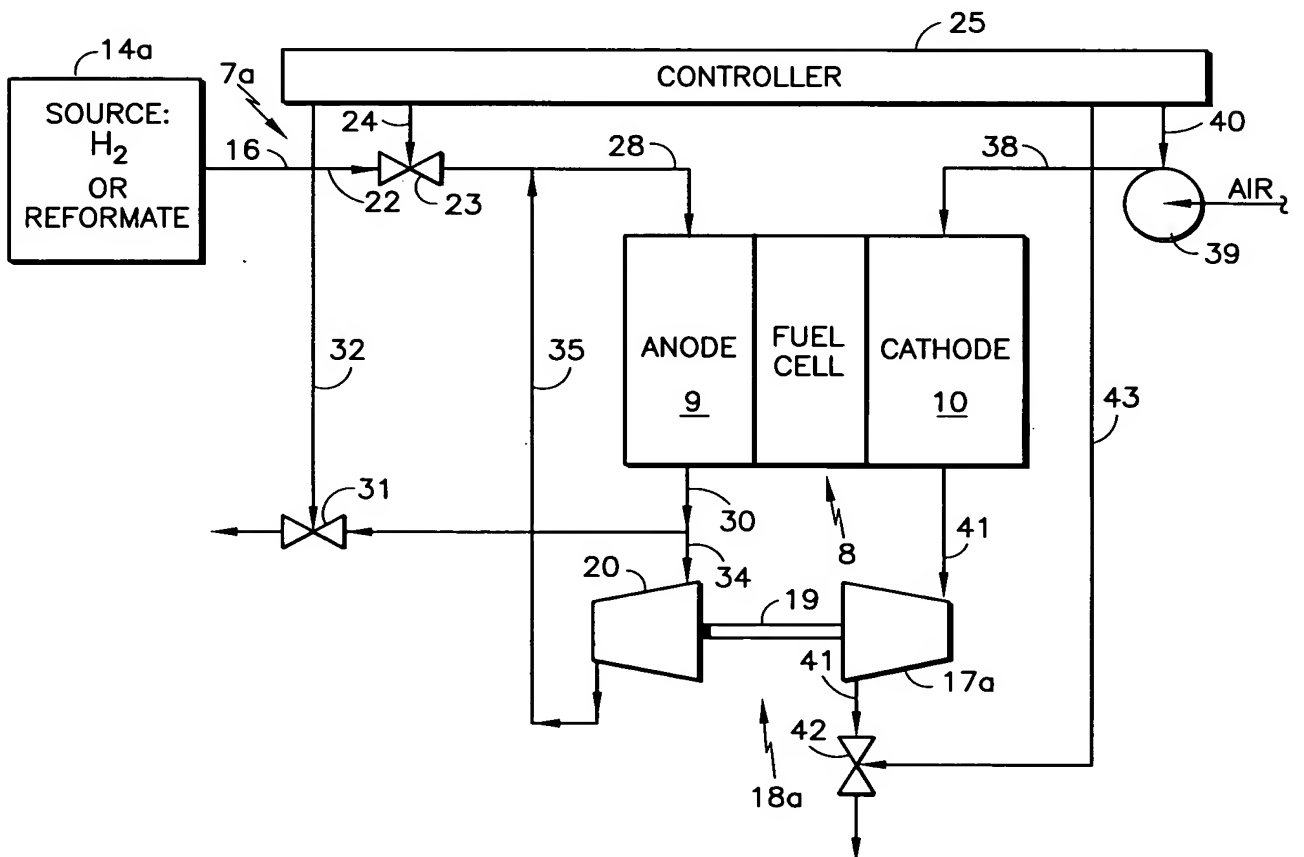 25
14a
7a
CONTROLLER
SOURCE:
H2
OR
REFORMATE
24
40
16
28
38
22
23
AIR
39
ANODE
9
FUEL
CELL
CATHODE
10
32
35
43
31
30
8
41
20
34
19
41
17a
42
18a